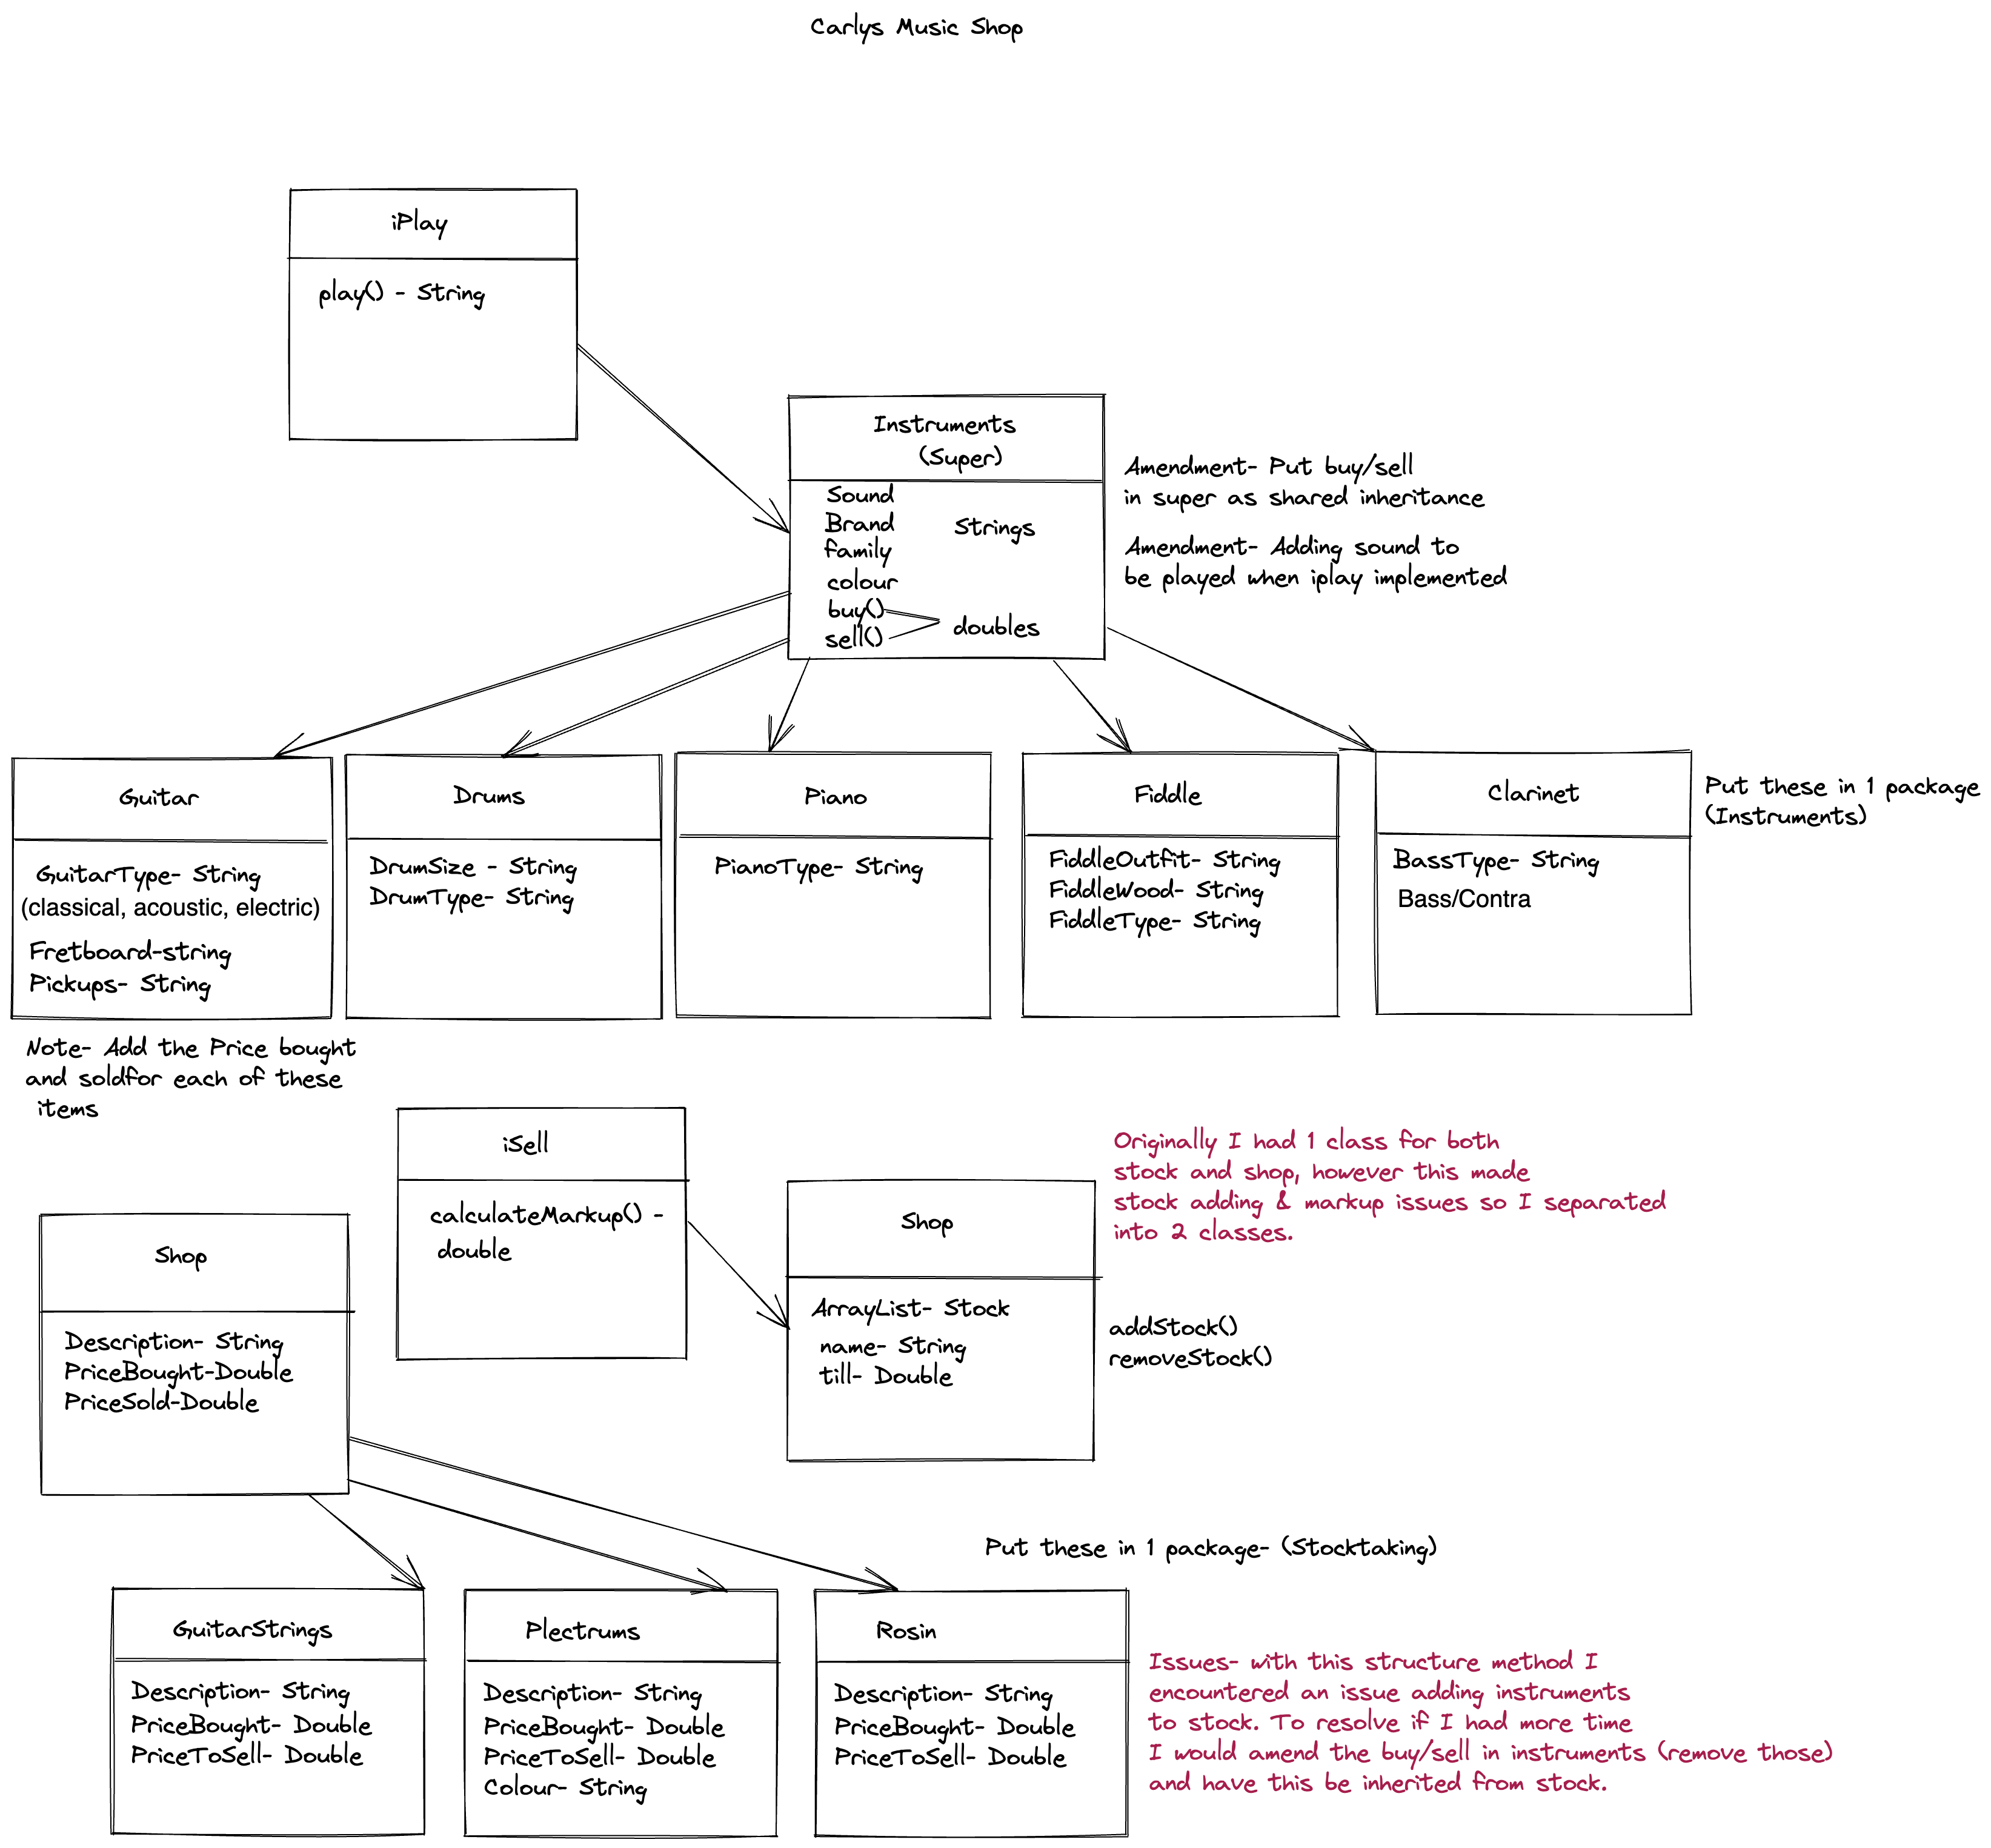 Carlys Music Shop
iPlay
play() - String
Instruments
(Super)
Sound
Brand
family
Strings
colour
buy()
sell()
doubles
Amendment- Put buy/sell
in super as shared inheritance
Amendment- Adding sound to
be played when iplay implemented
Guitar
GuitarType- String
(classical, acoustic, electric)
Fretboard-string
Pickups- String
Drums
DrumSize - String
DrumType- String
Piano
PianoType- String
Fiddle
FiddleOutfit- String
FiddleWood- String
FiddleType- String
Clarinet
BassType- String
Bass/Contra
Put these in 1 package
(Instruments)
Note- Add the Price bought
and soldfor each of these
items
iSell
calculateMarkup() -
double
Shop
Description- String
PriceBought-Double
PriceSold-Double
Shop
ArrayList- Stock
name- String
till- Double
addStock()
removeStock()
Originally I had 1 class for both
stock and shop, however this made
stock adding & markup issues so I separated
into 2 classes.
Put these in 1 package- (Stocktaking)
GuitarStrings
Description- String
PriceBought- Double
PriceToSell- Double
Plectrums
Description- String
PriceBought- Double
PriceToSell- Double
Colour- String
Rosin
Description- String
PriceBought- Double
PriceToSell- Double
Issues- with this structure method I
encountered an issue adding instruments
to stock. To resolve if I had more time
I would amend the buy/sell in instruments (remove those)
and have this be inherited from stock.